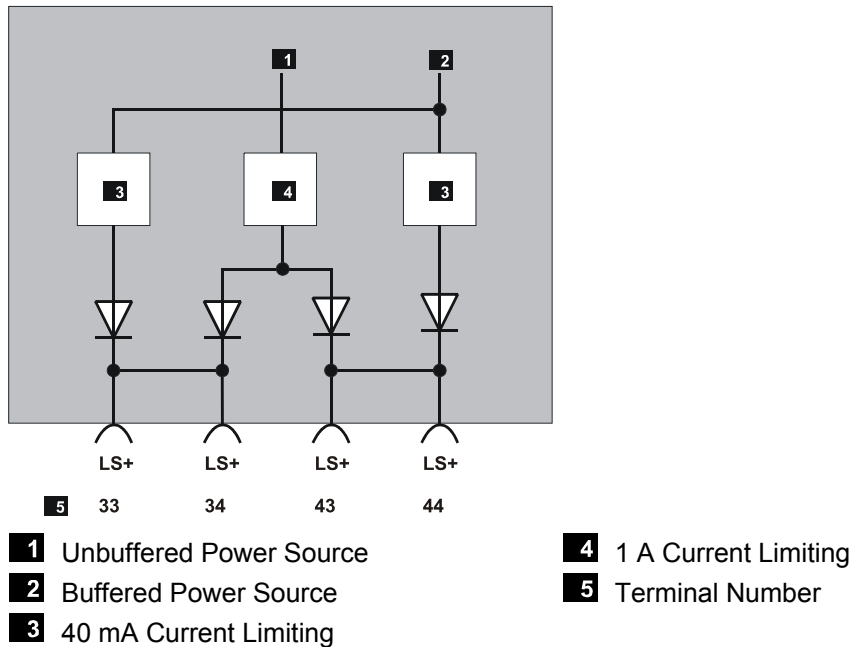 1 2
3 4 3
LS+ LS+ LS+ LS+
5 33 34 43 44
1 Unbuffered Power Source
2 Buffered Power Source
3 40 mA Current Limiting
4 1 A Current Limiting
5 Terminal Number